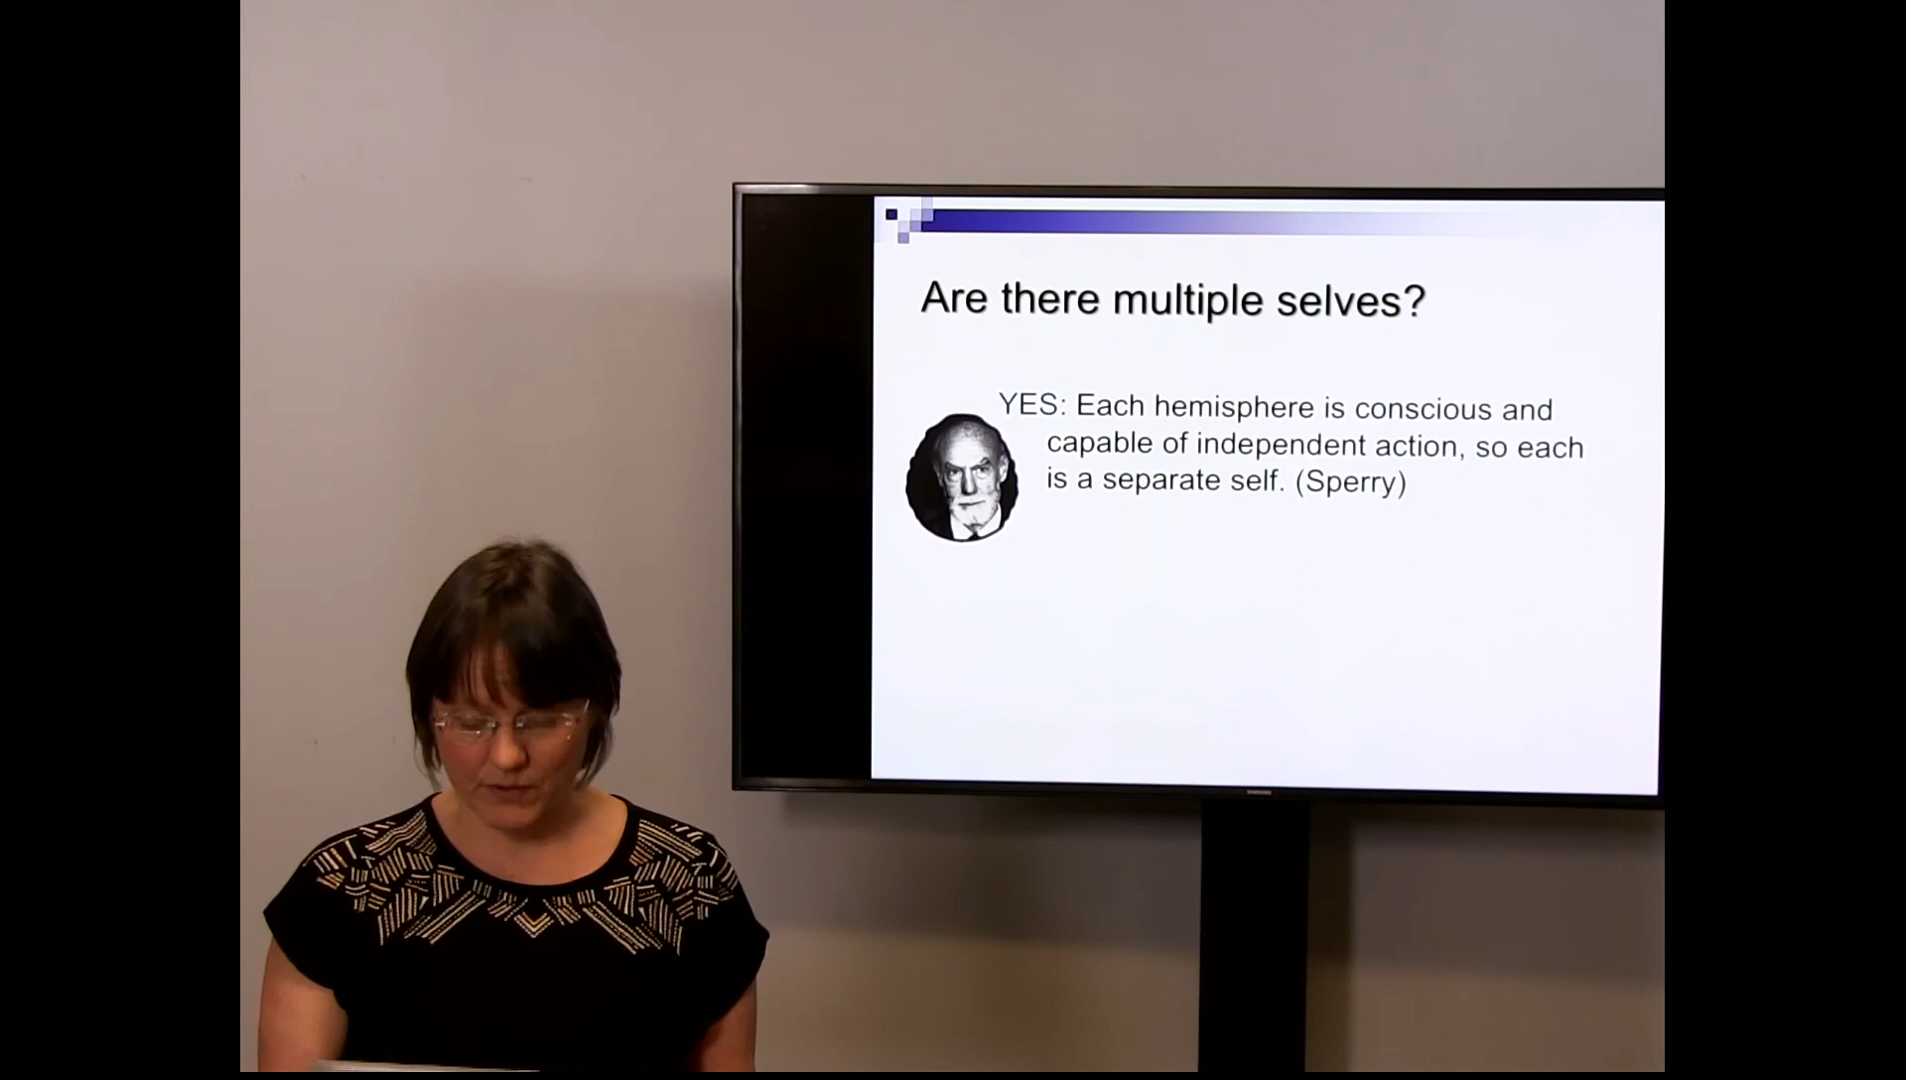 Are there multiple selves?
YES: Each hemisphere is conscious and
capable of independent action, so each
is a separate self. (Sperry)